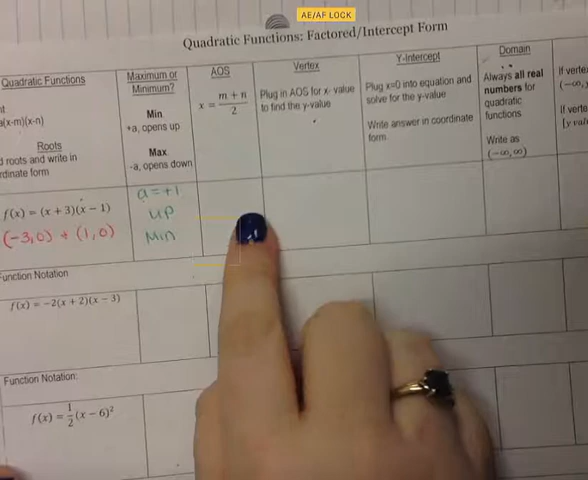 AE/AF LOCK
Quadratic Functions: Factored/Intercept Form
Quadratic Functions
a(x-m)(x-n)
Roots
roots and write in
form
Maximum or
Minimum?
Min
+a, opens up
Max
-a, opens down
AOS
x = m + n / 2
Vertex
Plug in AOS for x- value
to find the y-value
Y-Intercept
Plug x=0 into equation and
solve for the y-value
Write answer in coordinate
form
Domain
Always all real
numbers for
quadratic
functions
Write as
(−∞, ∞)
If
(−∞,
If
f(x) = (x + 3)(x − 1)
(-3,0) + (1,0)
a = +1
UP
Min
Function Notation
f(x) = −2(x + 2)(x − 3)
Function Notation:
f(x) = 1/2 (x − 6)²